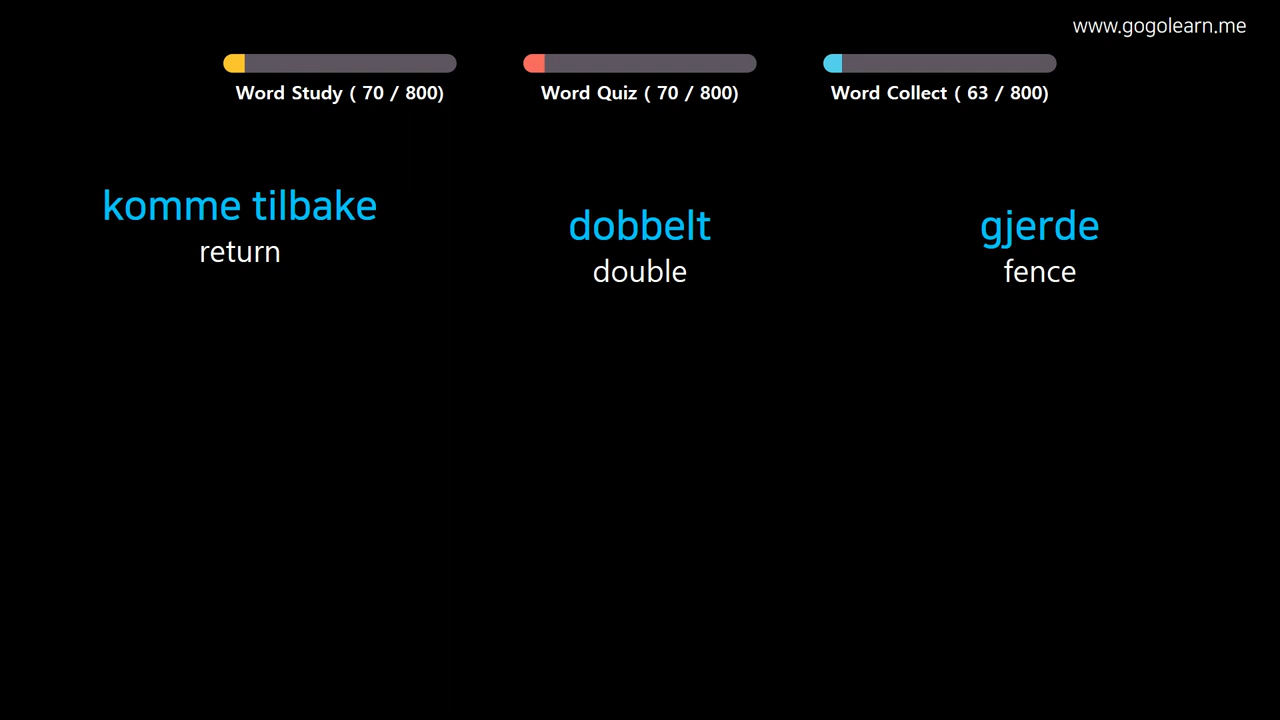 www.gogolearn.me
Word Study ( 70 / 800)
Word Quiz ( 70 / 800)
Word Collect ( 63 / 800)
komme tilbake
return
dobbelt
double
gjerde
fence